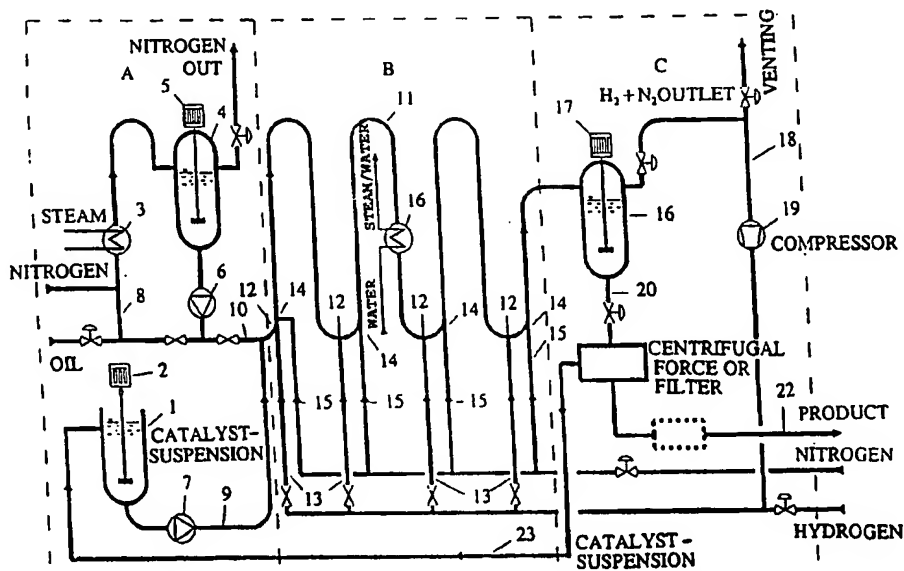 NITROGEN
OUT
A
B
C
VENTING
5
4
11
17
H₂ + N₂ OUTLET
18
STEAM
3
STEAM/WATER
16
16
19
COMPRESSOR
NITROGEN
8
6
10
12
14
12
WATER
12
14
12
14
20
15
OIL
14
2
1
CATALYST-
SUSPENSION
15
15
15
CENTRIFUGAL
FORCE OR
FILTER
22
PRODUCT
NITROGEN
7
9
13
13
HYDROGEN
23
CATALYST-
SUSPENSION